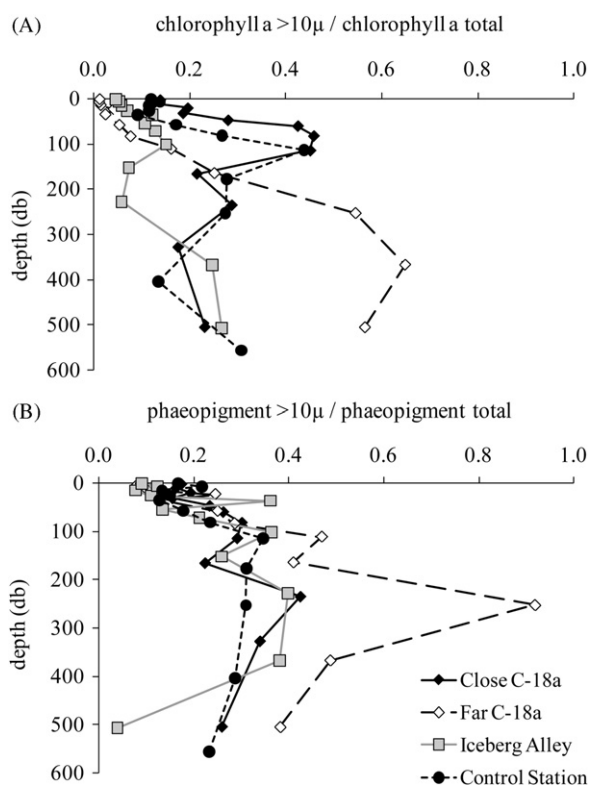 (A)
chlorophyll a >10μ / chlorophyll a total
0.0 0.2 0.4 0.6 0.8 1.0
0
100
200
300
400
500
600
depth (db)
(B)
phaeopigment >10μ / phaeopigment total
0.0 0.2 0.4 0.6 0.8 1.0
0
100
200
300
400
500
600
depth (db)
Close C-18a
Far C-18a
Iceberg Alley
Control Station